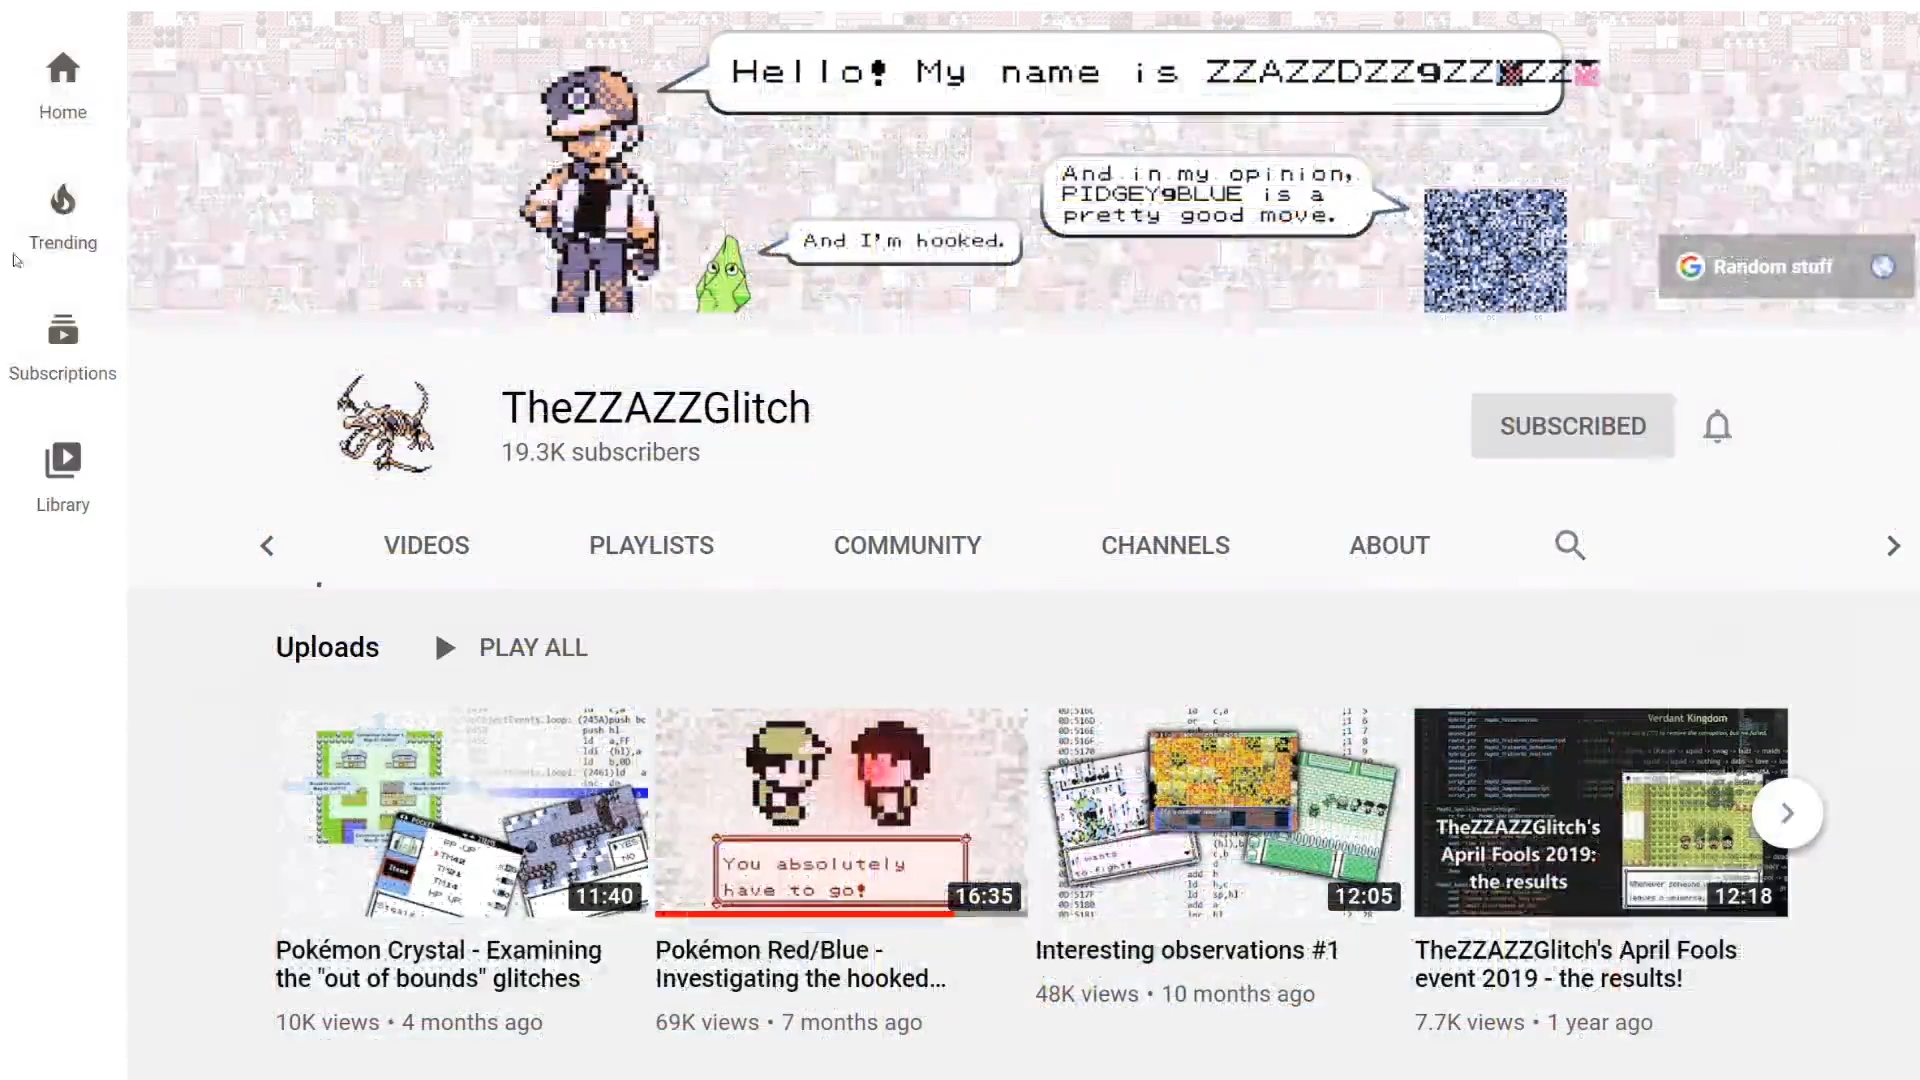 Home
Trending
Subscriptions
Library
Hello! My name is ZZAZZDZZ9ZZ
And in my opinion,
PIDGEY9BLUE is a
pretty good move.
And I'm hooked.
Random stuff
TheZZAZZGlitch
19.3K subscribers
SUBSCRIBED
VIDEOS
PLAYLISTS
COMMUNITY
CHANNELS
ABOUT
Uploads
PLAY ALL
11:40
You absolutely
have to go!
16:35
12:05
Verdant Kingdom
TheZZAZZGlitch's
April Fools 2019:
the results
12:18
Pokémon Crystal - Examining
the "out of bounds" glitches
10K views • 4 months ago
Pokémon Red/Blue -
Investigating the hooked...
69K views • 7 months ago
Interesting observations #1
48K views • 10 months ago
TheZZAZZGlitch's April Fools
event 2019 - the results!
7.7K views • 1 year ago